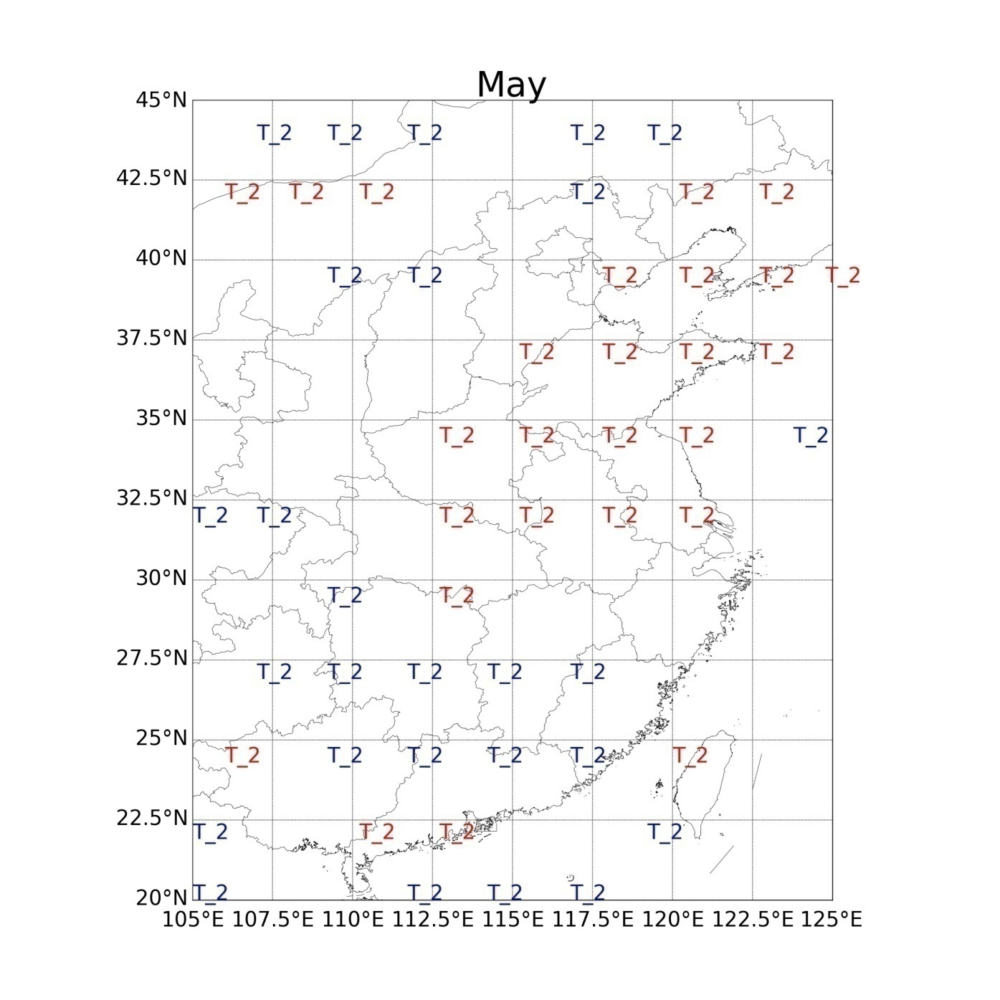 May
45°N
T_2 T_2 T_2 T_2 T_2
42.5°N
T_2 T_2 T_2 T_2 T_2 T_2
40°N
T_2 T_2 T_2 T_2 T_2 T_2
37.5°N
T_2 T_2 T_2 T_2
35°N
T_2 T_2 T_2 T_2 T_2
32.5°N
T_2 T_2 T_2 T_2 T_2 T_2
30°N
T_2 T_2
27.5°N
T_2 T_2 T_2 T_2 T_2
25°N
T_2 T_2 T_2 T_2 T_2 T_2
22.5°N
T_2 T_2 T_2 T_2
20°N T_2 T_2 T_2 T_2
105°E 107.5°E 110°E 112.5°E 115°E 117.5°E 120°E 122.5°E 125°E